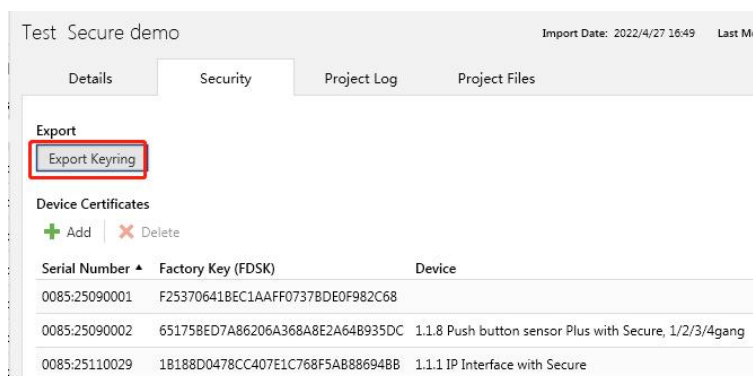 Test Secure demo Import Date: 2022/4/27 16:49 Last M
Details Security Project Log Project Files
Export
Export Keyring
Device Certificates
Add Delete
Serial Number Factory Key (FDSK) Device
0085:25090001 F25370641BEC1AAFF0737BDE0F982C68
0085:25090002 65175BED7A86206A368A8E2A64B935DC 1.1.8 Push button sensor Plus with Secure, 1/2/3/4gang
0085:25110029 1B188D0478CC407E1C768F5AB88694BB 1.1.1 IP Interface with Secure